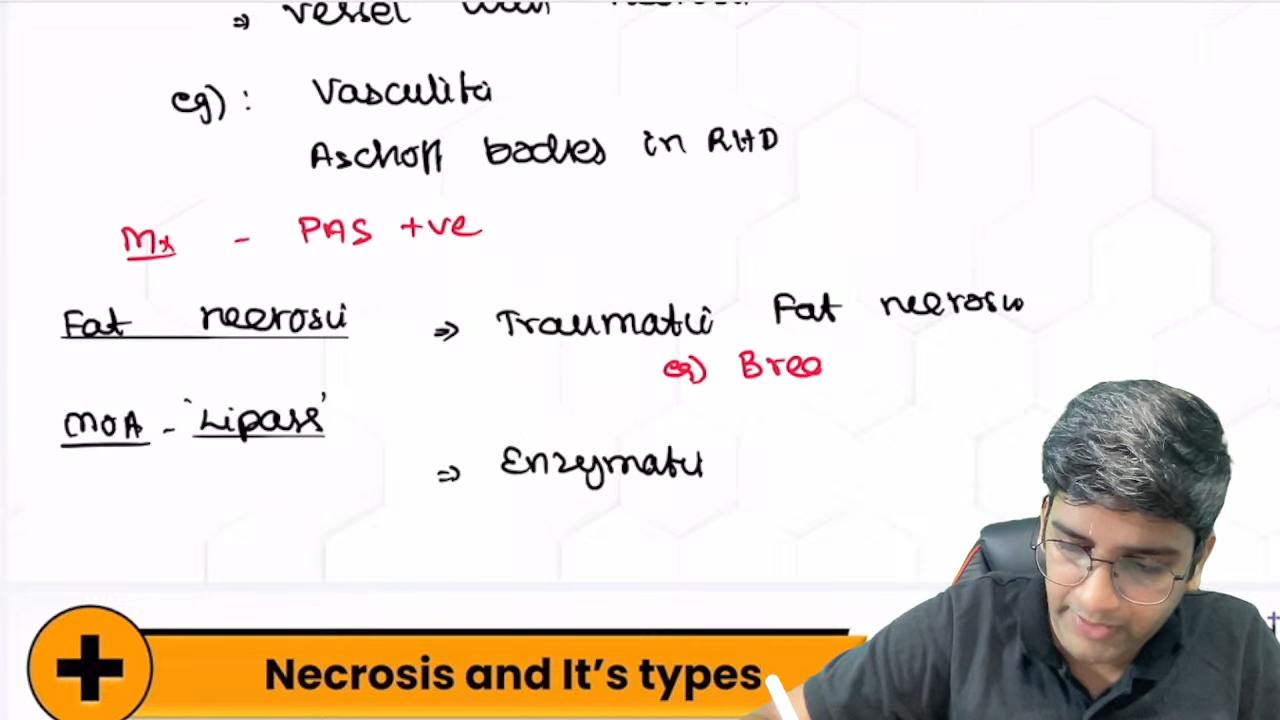 ⇒ vessel
eg) : Vasculitis
Aschoff bodies in RHD
Mx - PAS +ve
Fat necrosis ⇒ Traumatic Fat necrosis
eg) Brea
MOA - 'Lipase'
⇒ Enzymatic
Necrosis and It's types